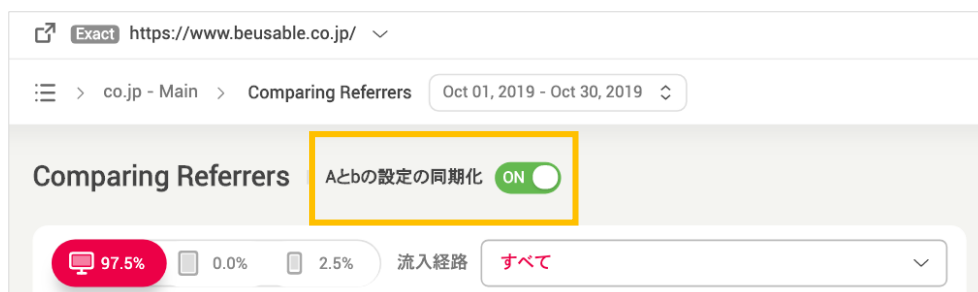 Exact https://www.beusable.co.jp/
co.jp - Main > Comparing Referrers Oct 01, 2019 - Oct 30, 2019
Comparing Referrers Aとbの設定の同期化 ON
97.5% 0.0% 2.5% 流入経路 すべて